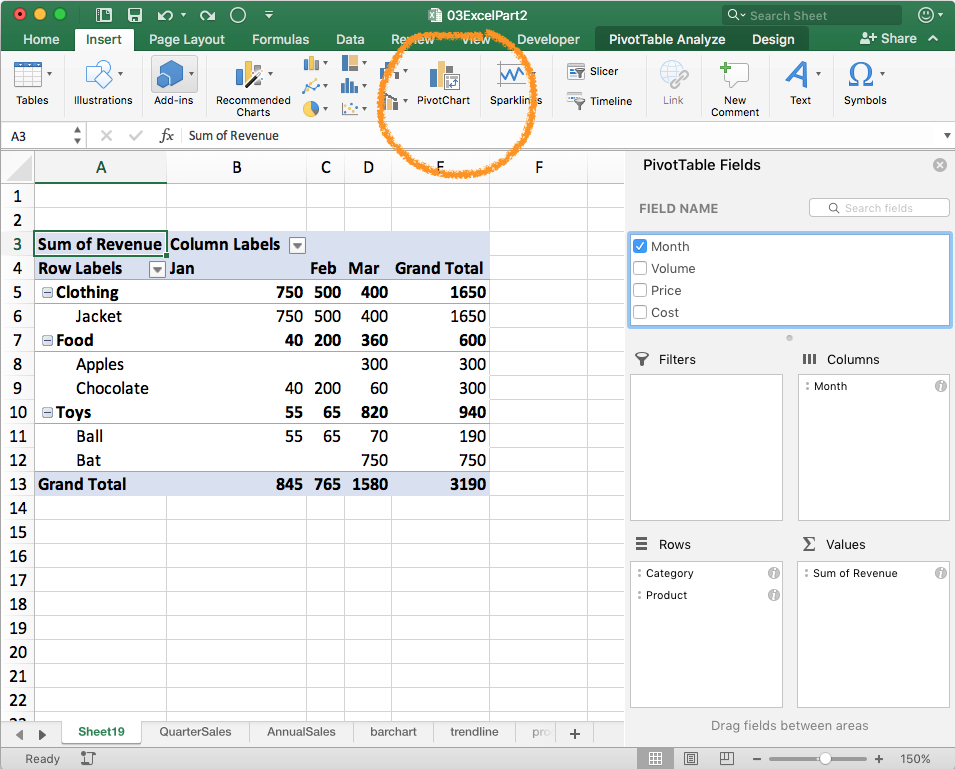 03ExcelPart2
Search Sheet
Home Insert Page Layout Formulas Data Review View Developer PivotTable Analyze Design Share
Tables Illustrations Add-ins Recommended Charts PivotChart Sparklines Slicer Timeline Link New Comment Text Symbols
A3 fx Sum of Revenue
A B C D E F
PivotTable Fields
1
FIELD NAME Search fields
2
3 Sum of Revenue Column Labels
Month
4 Row Labels Jan Feb Mar Grand Total
Volume
5 Clothing 750 500 400 1650
Price
6 Jacket 750 500 400 1650
Cost
7 Food 40 200 360 600
Filters Columns
8 Apples 300 300
Month
9 Chocolate 40 200 60 300
10 Toys 55 65 820 940
11 Ball 55 65 70 190
12 Bat 750 750
13 Grand Total 845 765 1580 3190
14
15
Rows Σ Values
16
Category Sum of Revenue
17
Product
18
19
20
21
22
Drag fields between areas
Sheet19 QuarterSales AnnualSales barchart trendline pro +
Ready 150%